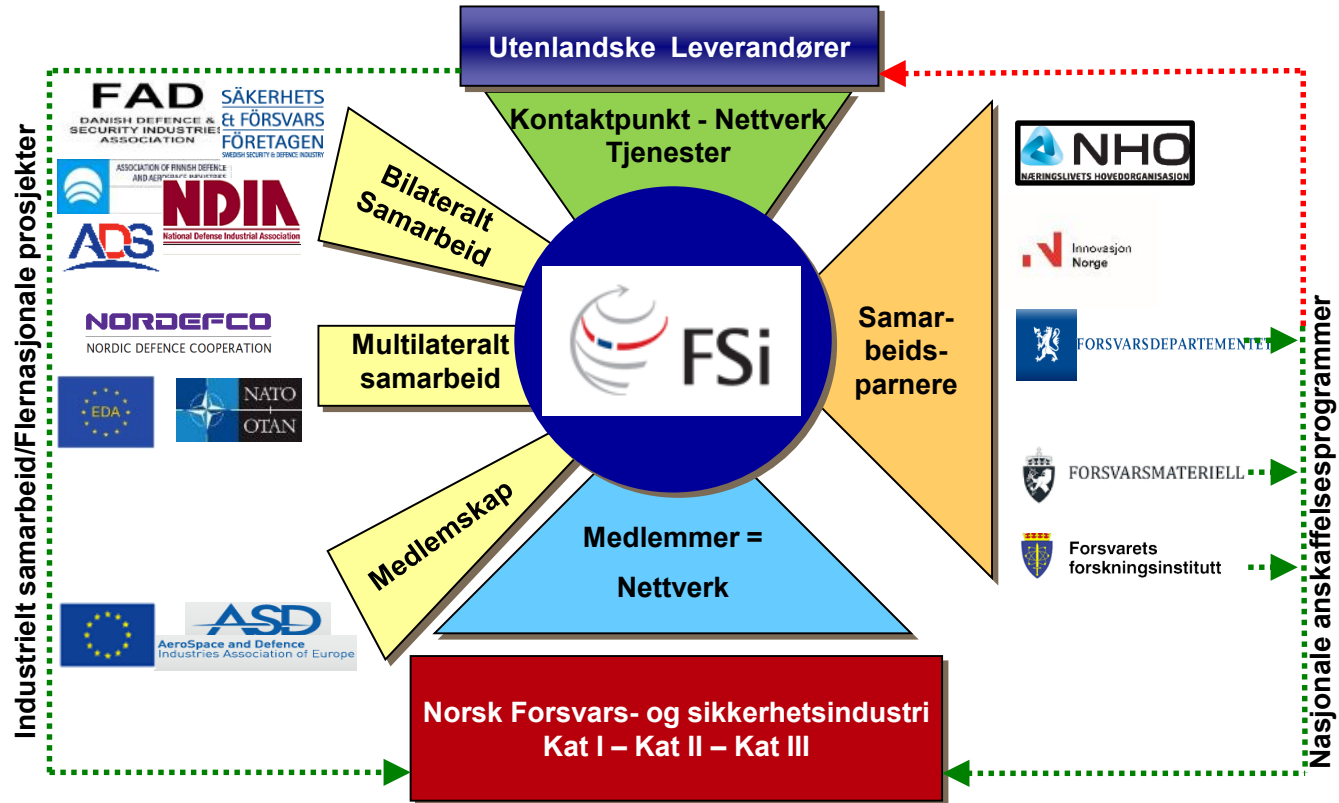 Utenlandske Leverandører
Kontaktpunkt - Nettverk
Tjenester
Industrielt samarbeid/Flernasjonale prosjekter
FAD
DANISH DEFENCE &
SECURITY INDUSTRIES
ASSOCIATION
SÄKERHETS
& FÖRSVARS
FÖRETAGEN
SWEDISH SECURITY & DEFENCE INDUSTRY
ASSOCIATION OF FINNISH DEFENCE
AND AEROSPACE INDUSTRIES
NDIA
National Defense Industrial Association
ADS
Bilateralt
Samarbeid
NORDEFCO
NORDIC DEFENCE COOPERATION
EDA
NATO
OTAN
Multilateralt
samarbeid
Medlemskap
ASD
AeroSpace and Defence
Industries Association of Europe
FSi
Samar-
beids-
parnere
NHO
NÆRINGSLIVETS HOVEDORGANISASJON
Innovasjon
Norge
FORSVARSDEPARTEMENTET
FORSVARSMATERIELL
Forsvarets
forskningsinstitutt
Nasjonale anskaffelsesprogrammer
Medlemmer =
Nettverk
Norsk Forsvars- og sikkerhetsindustri
Kat I – Kat II – Kat III